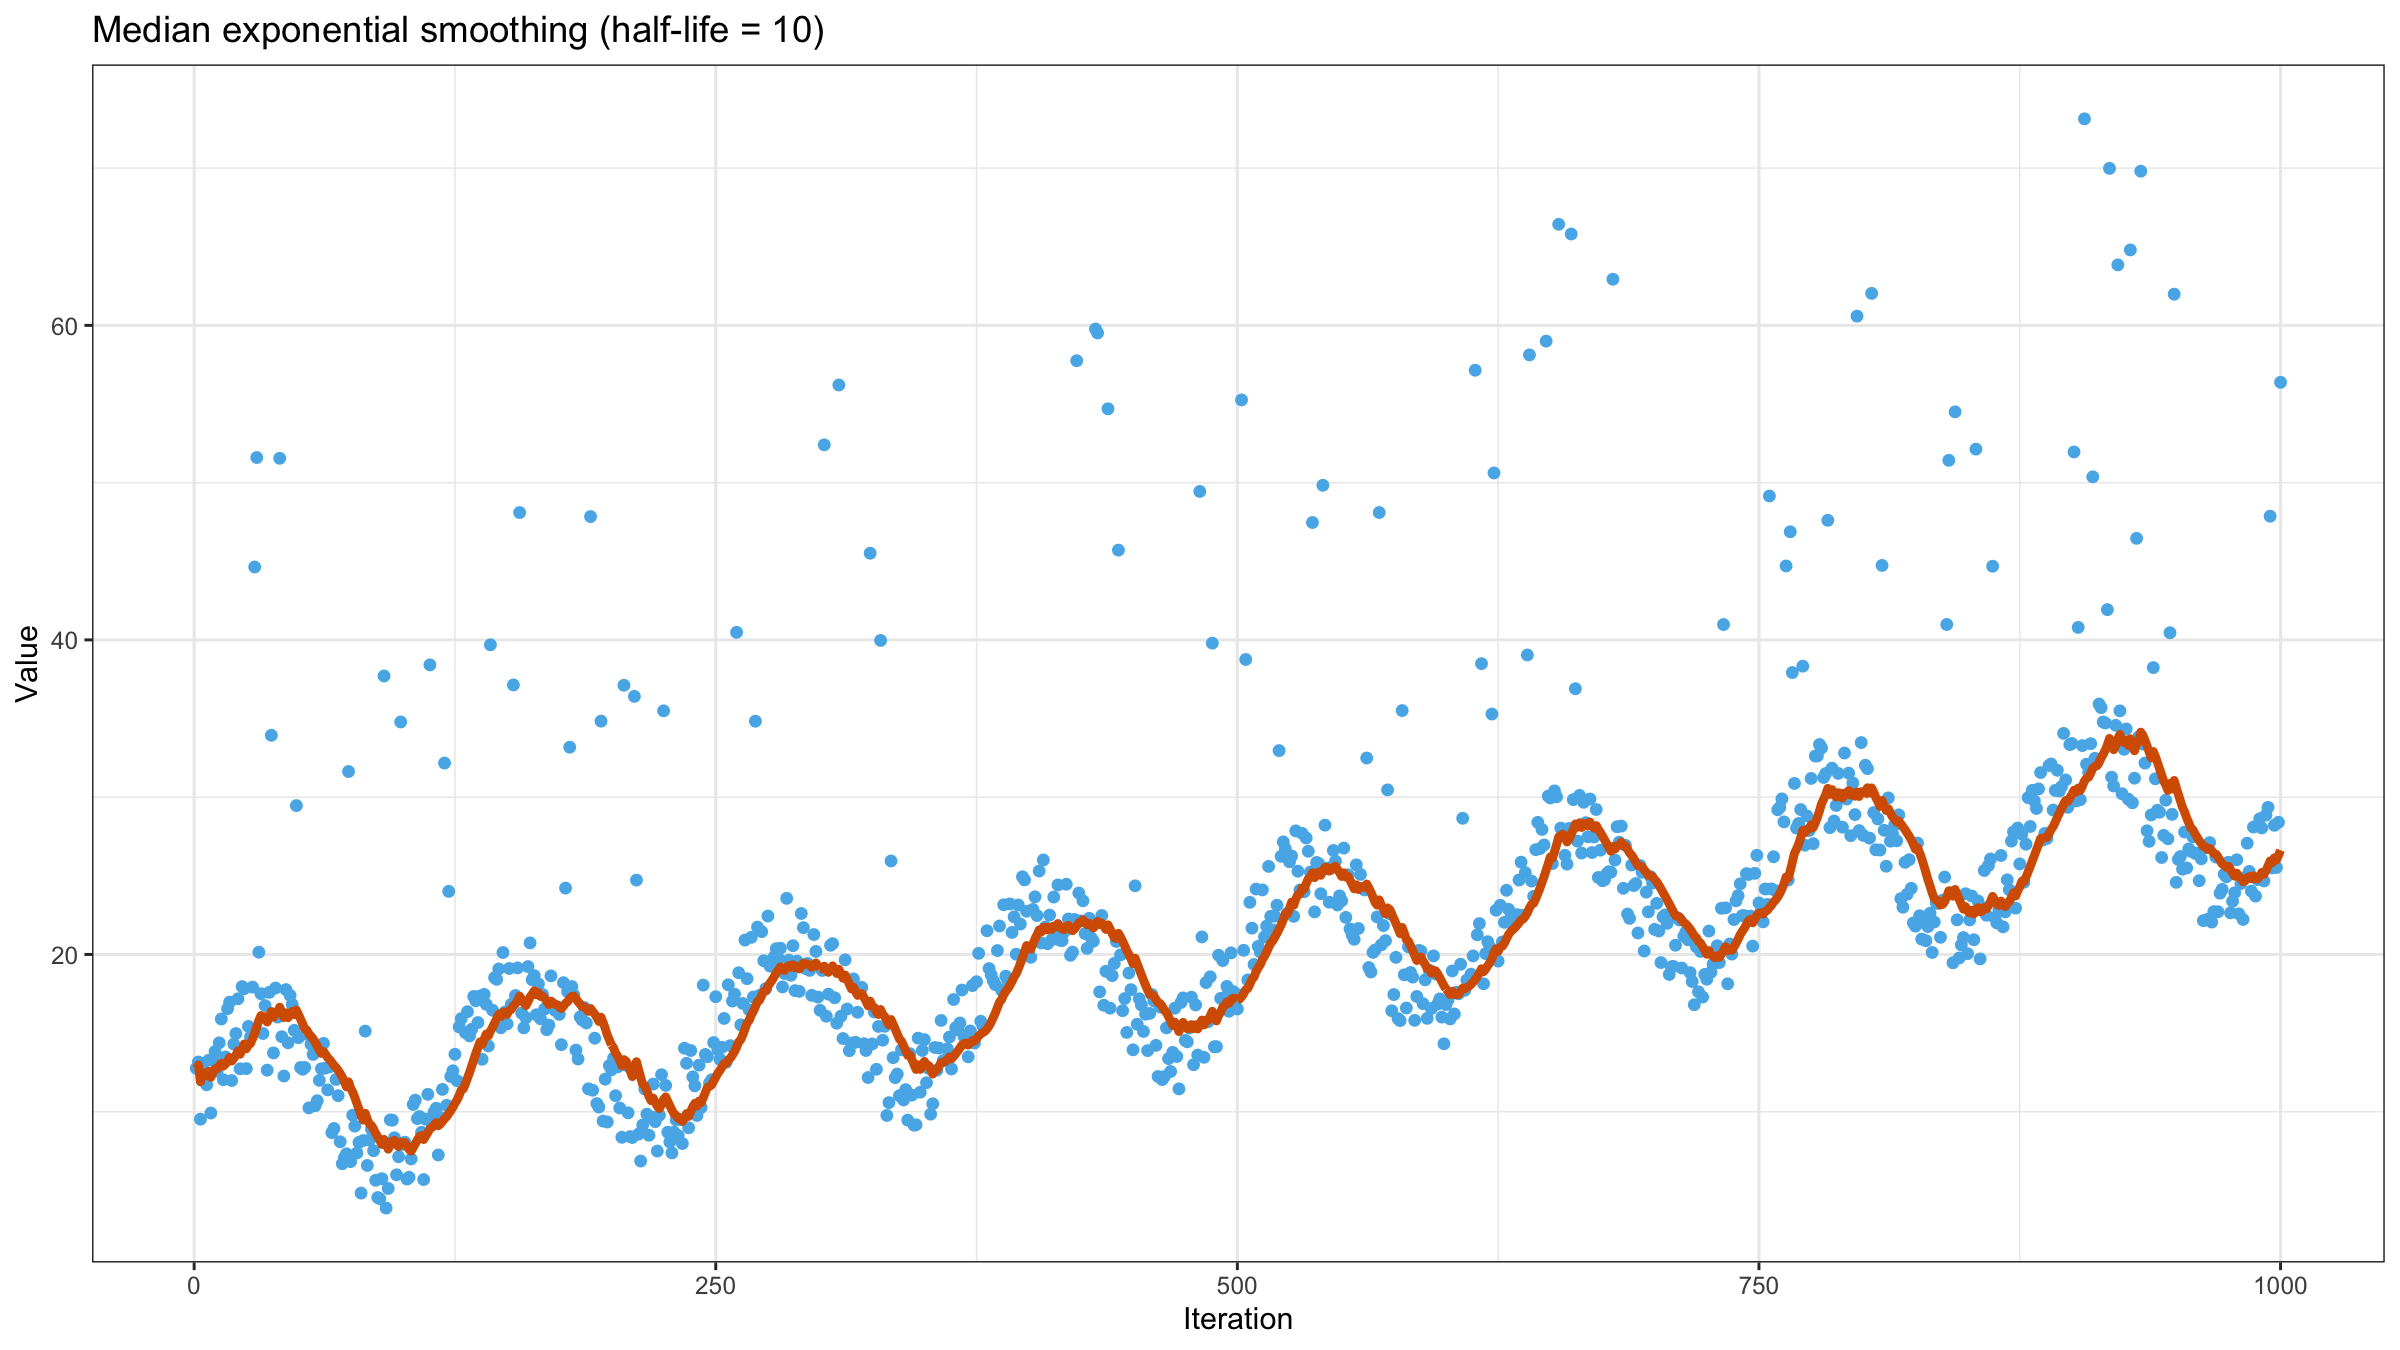 Median exponential smoothing (half-life = 10)
60
40
20
Value
0 250 500 750 1000
Iteration